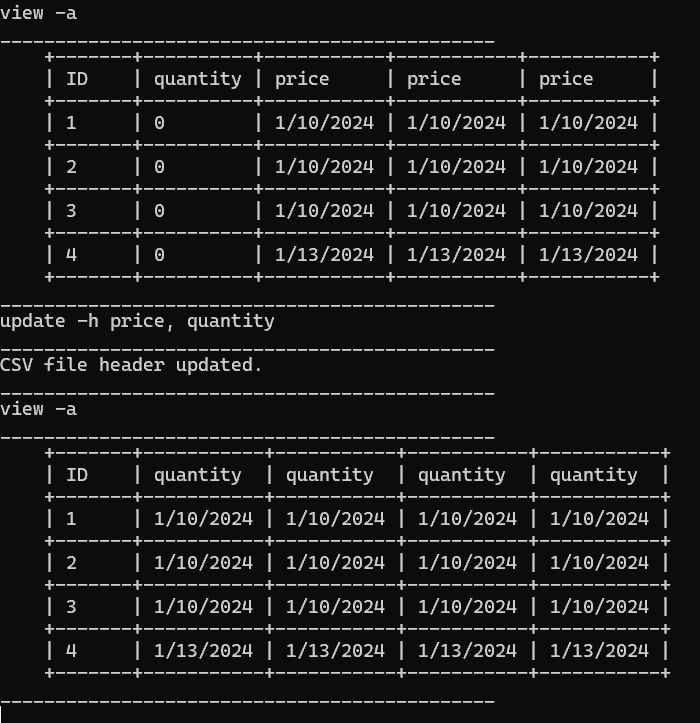 view -a
_____________________________________________
+-------+----------+-----------+-----------+-----------+
| ID    | quantity | price     | price     | price     |
+-------+----------+-----------+-----------+-----------+
| 1     | 0        | 1/10/2024 | 1/10/2024 | 1/10/2024 |
+-------+----------+-----------+-----------+-----------+
| 2     | 0        | 1/10/2024 | 1/10/2024 | 1/10/2024 |
+-------+----------+-----------+-----------+-----------+
| 3     | 0        | 1/10/2024 | 1/10/2024 | 1/10/2024 |
+-------+----------+-----------+-----------+-----------+
| 4     | 0        | 1/13/2024 | 1/13/2024 | 1/13/2024 |
+-------+----------+-----------+-----------+-----------+
_____________________________________________
update -h price, quantity
_____________________________________________
CSV file header updated.
_____________________________________________
view -a
_____________________________________________
+-------+-----------+-----------+-----------+-----------+
| ID    | quantity  | quantity  | quantity  | quantity  |
+-------+-----------+-----------+-----------+-----------+
| 1     | 1/10/2024 | 1/10/2024 | 1/10/2024 | 1/10/2024 |
+-------+-----------+-----------+-----------+-----------+
| 2     | 1/10/2024 | 1/10/2024 | 1/10/2024 | 1/10/2024 |
+-------+-----------+-----------+-----------+-----------+
| 3     | 1/10/2024 | 1/10/2024 | 1/10/2024 | 1/10/2024 |
+-------+-----------+-----------+-----------+-----------+
| 4     | 1/13/2024 | 1/13/2024 | 1/13/2024 | 1/13/2024 |
+-------+-----------+-----------+-----------+-----------+
_____________________________________________